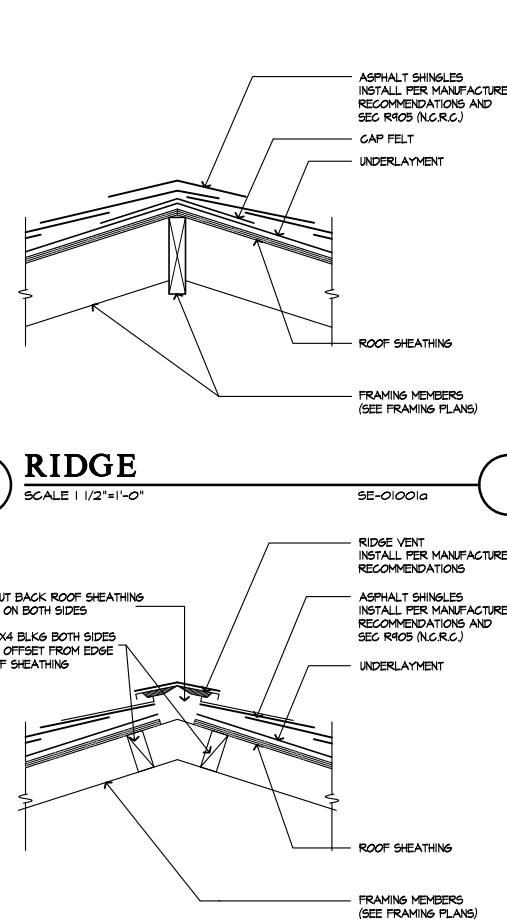 ASPHALT SHINGLES
INSTALL PER MANUFACTURE
RECOMMENDATIONS AND
SEC R905 (N.C.R.C.)
CAP FELT
UNDERLAYMENT
ROOF SHEATHING
FRAMING MEMBERS
(SEE FRAMING PLANS)
RIDGE
SCALE 1 1/2"=1'-0"
SE-01001a
RIDGE VENT
INSTALL PER MANUFACTURE
RECOMMENDATIONS
UT BACK ROOF SHEATHING
ON BOTH SIDES
X4 BLKG BOTH SIDES
OFFSET FROM EDGE
F SHEATHING
ASPHALT SHINGLES
INSTALL PER MANUFACTURE
RECOMMENDATIONS AND
SEC R905 (N.C.R.C.)
UNDERLAYMENT
ROOF SHEATHING
FRAMING MEMBERS
(SEE FRAMING PLANS)